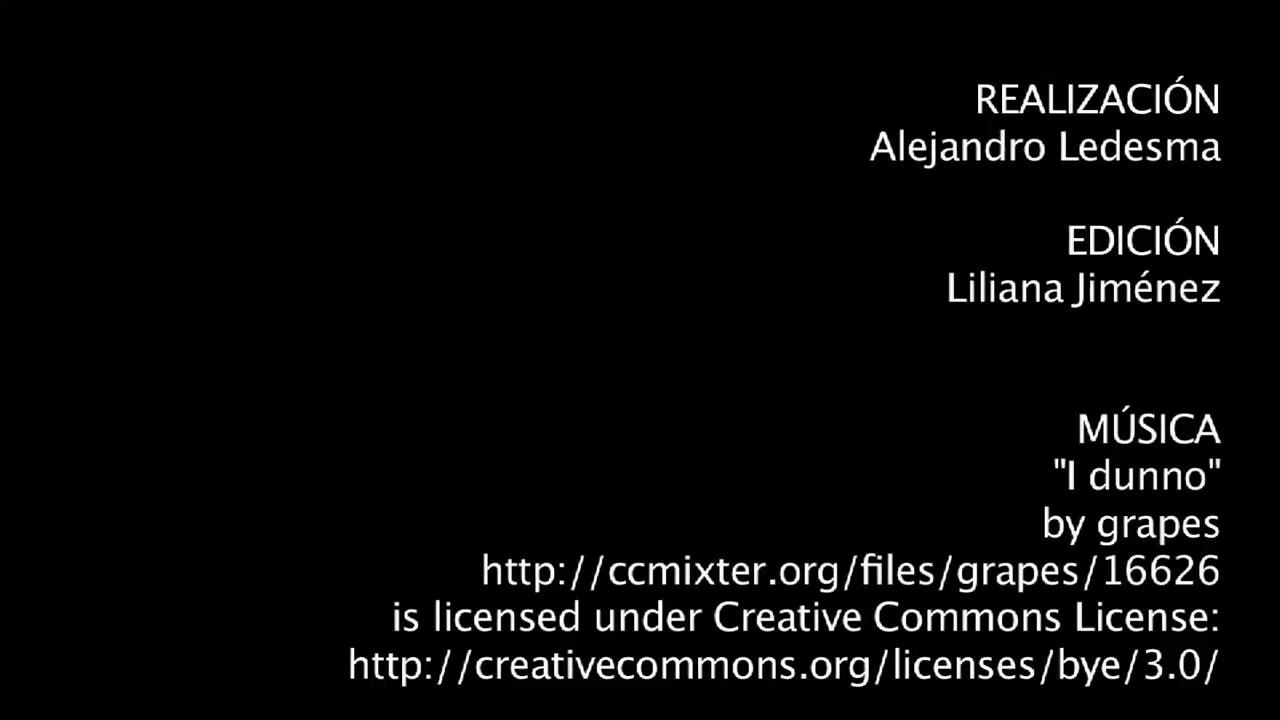 REALIZACIÓN
Alejandro Ledesma
EDICIÓN
Liliana Jiménez
MÚSICA
"I dunno"
by grapes
http://ccmixter.org/files/grapes/16626
is licensed under Creative Commons License:
http://creativecommons.org/licenses/bye/3.0/